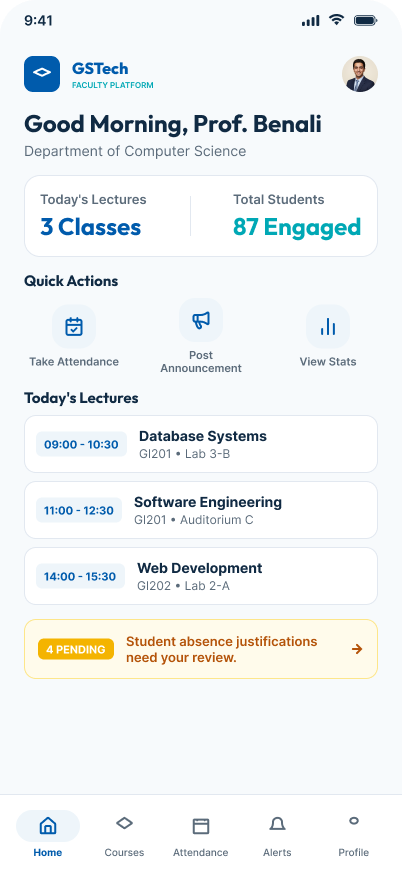 9:41
GSTech
FACULTY PLATFORM
Good Morning, Prof. Benali
Department of Computer Science
Today's Lectures
3 Classes
Total Students
87 Engaged
Quick Actions
Take Attendance
Post
Announcement
View Stats
Today's Lectures
09:00 - 10:30
Database Systems
GI201 • Lab 3-B
11:00 - 12:30
Software Engineering
GI201 • Auditorium C
14:00 - 15:30
Web Development
GI202 • Lab 2-A
4 PENDING
Student absence justifications
need your review.
Home
Courses
Attendance
Alerts
Profile